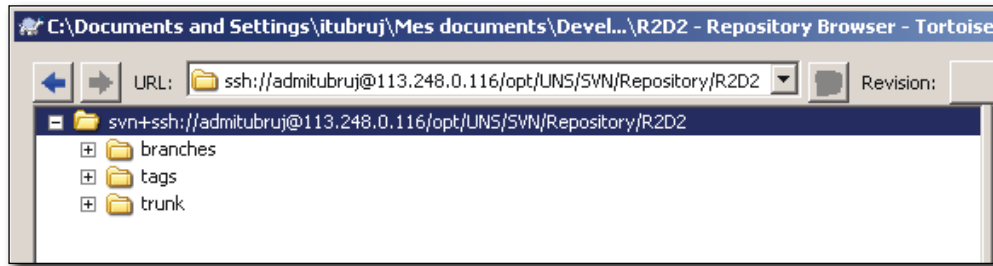 C:\Documents and Settings\itubruj\Mes documents\Devel...\R2D2 - Repository Browser - Tortoise
URL: ssh://admitubruj@113.248.0.116/opt/UNS/SVN/Repository/R2D2 Revision:
svn+ssh://admitubruj@113.248.0.116/opt/UNS/SVN/Repository/R2D2
branches
tags
trunk